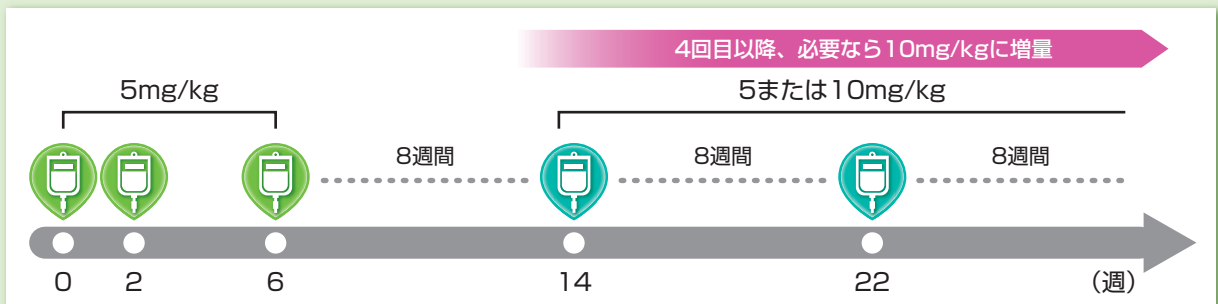 4回目以降、必要なら10mg/kgに増量
5mg/kg
5または10mg/kg
8週間
8週間
8週間
0
2
6
14
22
（週）